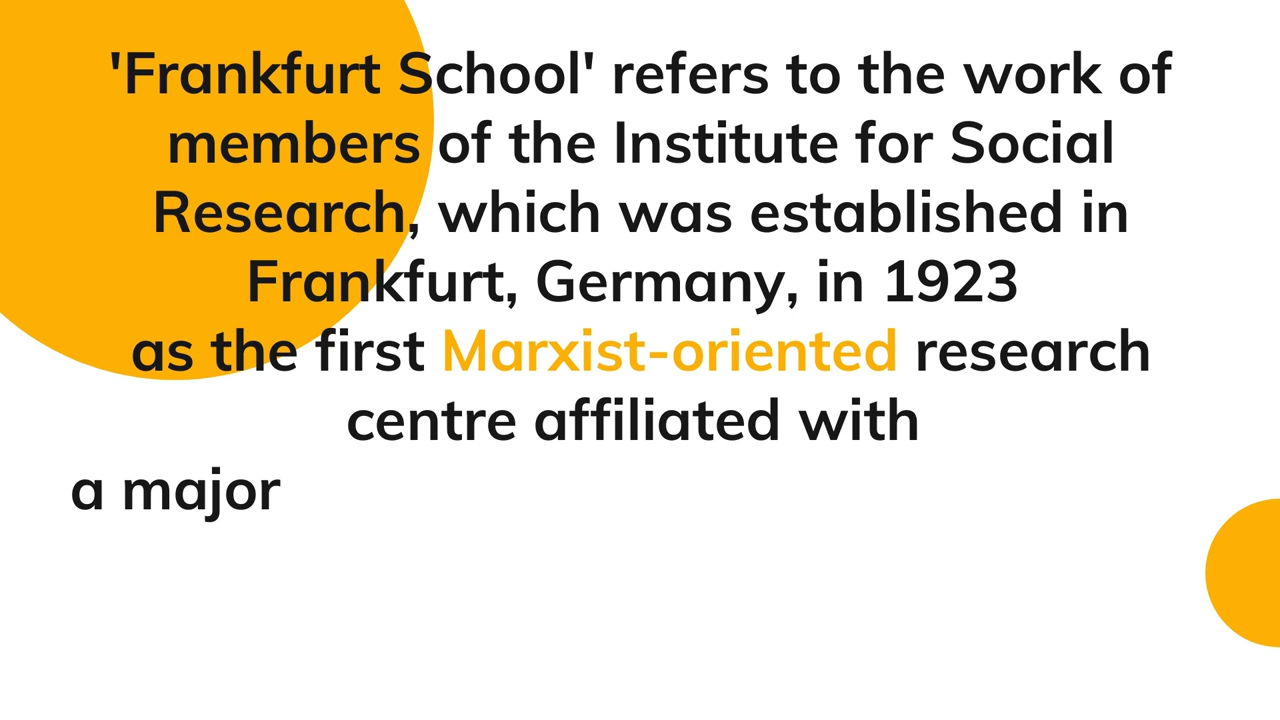 'Frankfurt School' refers to the work of
members of the Institute for Social
Research, which was established in
Frankfurt, Germany, in 1923
as the first Marxist-oriented research
centre affiliated with
a major